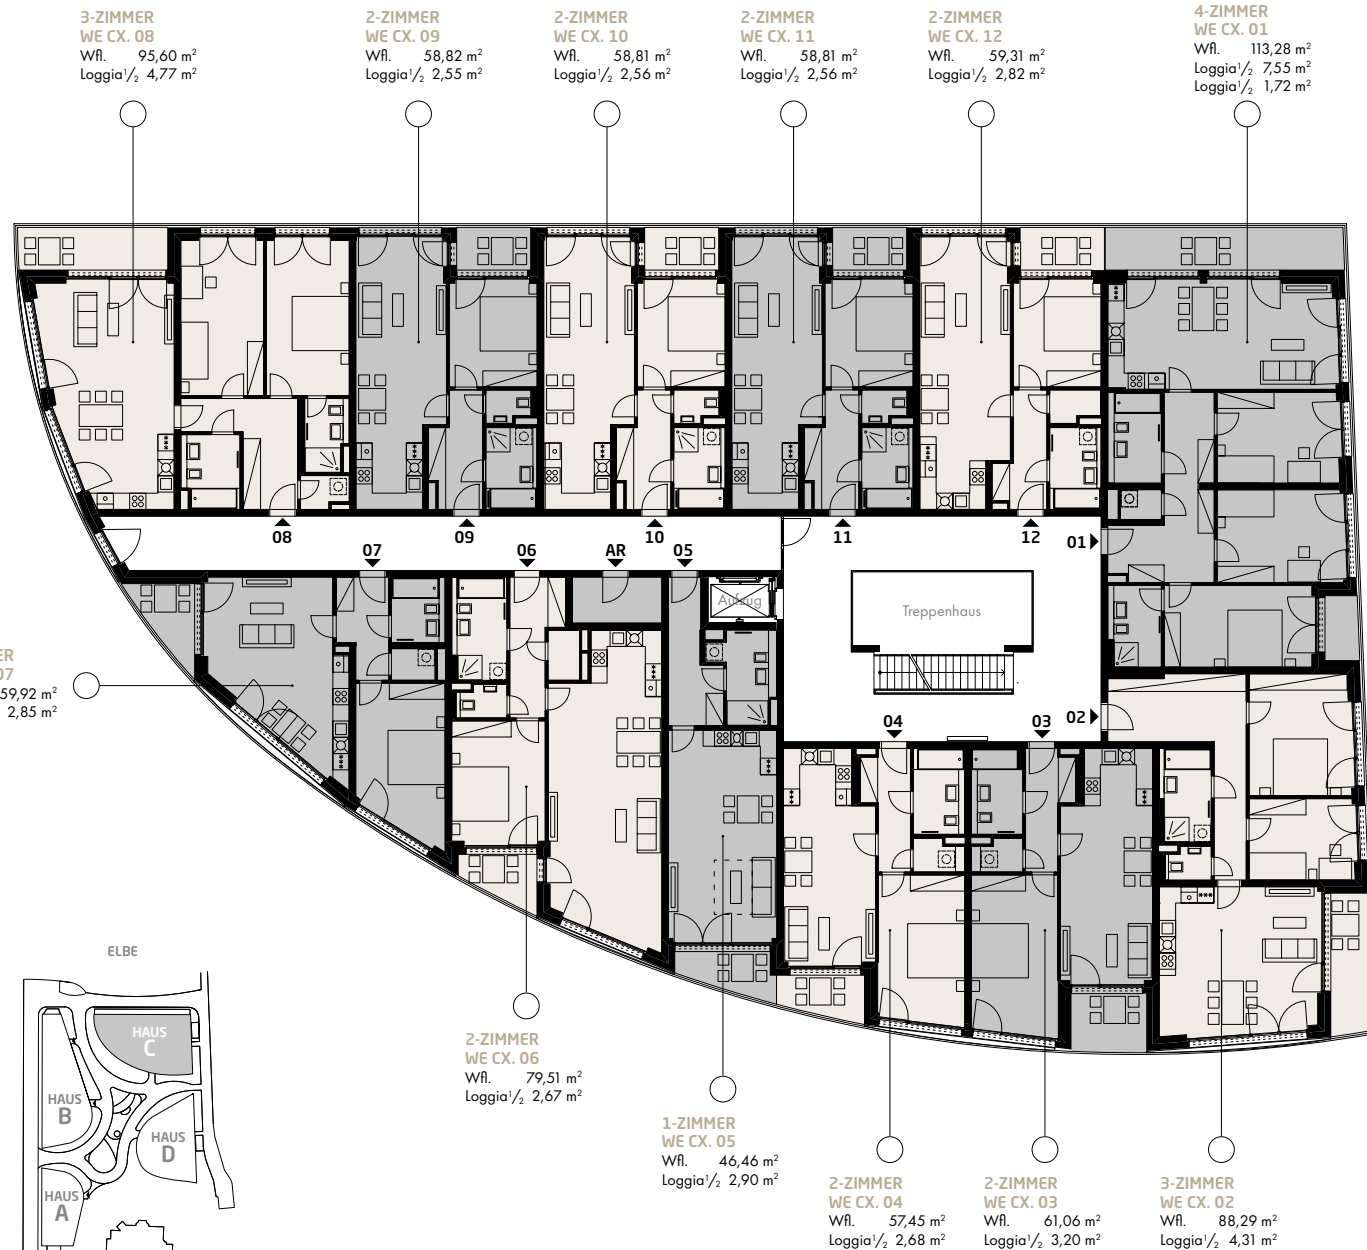 3-ZIMMER
WE CX. 08
Wfl. 95,60 m²
Loggia¹/₂ 4,77 m²
2-ZIMMER
WE CX. 09
Wfl. 58,82 m²
Loggia¹/₂ 2,55 m²
2-ZIMMER
WE CX. 10
Wfl. 58,81 m²
Loggia¹/₂ 2,56 m²
2-ZIMMER
WE CX. 11
Wfl. 58,81 m²
Loggia¹/₂ 2,56 m²
2-ZIMMER
WE CX. 12
Wfl. 59,31 m²
Loggia¹/₂ 2,82 m²
4-ZIMMER
WE CX. 01
Wfl. 113,28 m²
Loggia¹/₂ 7,55 m²
Loggia¹/₂ 1,72 m²
08
09
10
11
12
01
07
06
AR
05
Aufzug
Treppenhaus
02
04
03
ER
07
59,92 m²
2,85 m²
2-ZIMMER
WE CX. 06
Wfl. 79,51 m²
Loggia¹/₂ 2,67 m²
1-ZIMMER
WE CX. 05
Wfl. 46,46 m²
Loggia¹/₂ 2,90 m²
2-ZIMMER
WE CX. 04
Wfl. 57,45 m²
Loggia¹/₂ 2,68 m²
2-ZIMMER
WE CX. 03
Wfl. 61,06 m²
Loggia¹/₂ 3,20 m²
3-ZIMMER
WE CX. 02
Wfl. 88,29 m²
Loggia¹/₂ 4,31 m²
ELBE
HAUS
C
HAUS
B
HAUS
D
HAUS
A